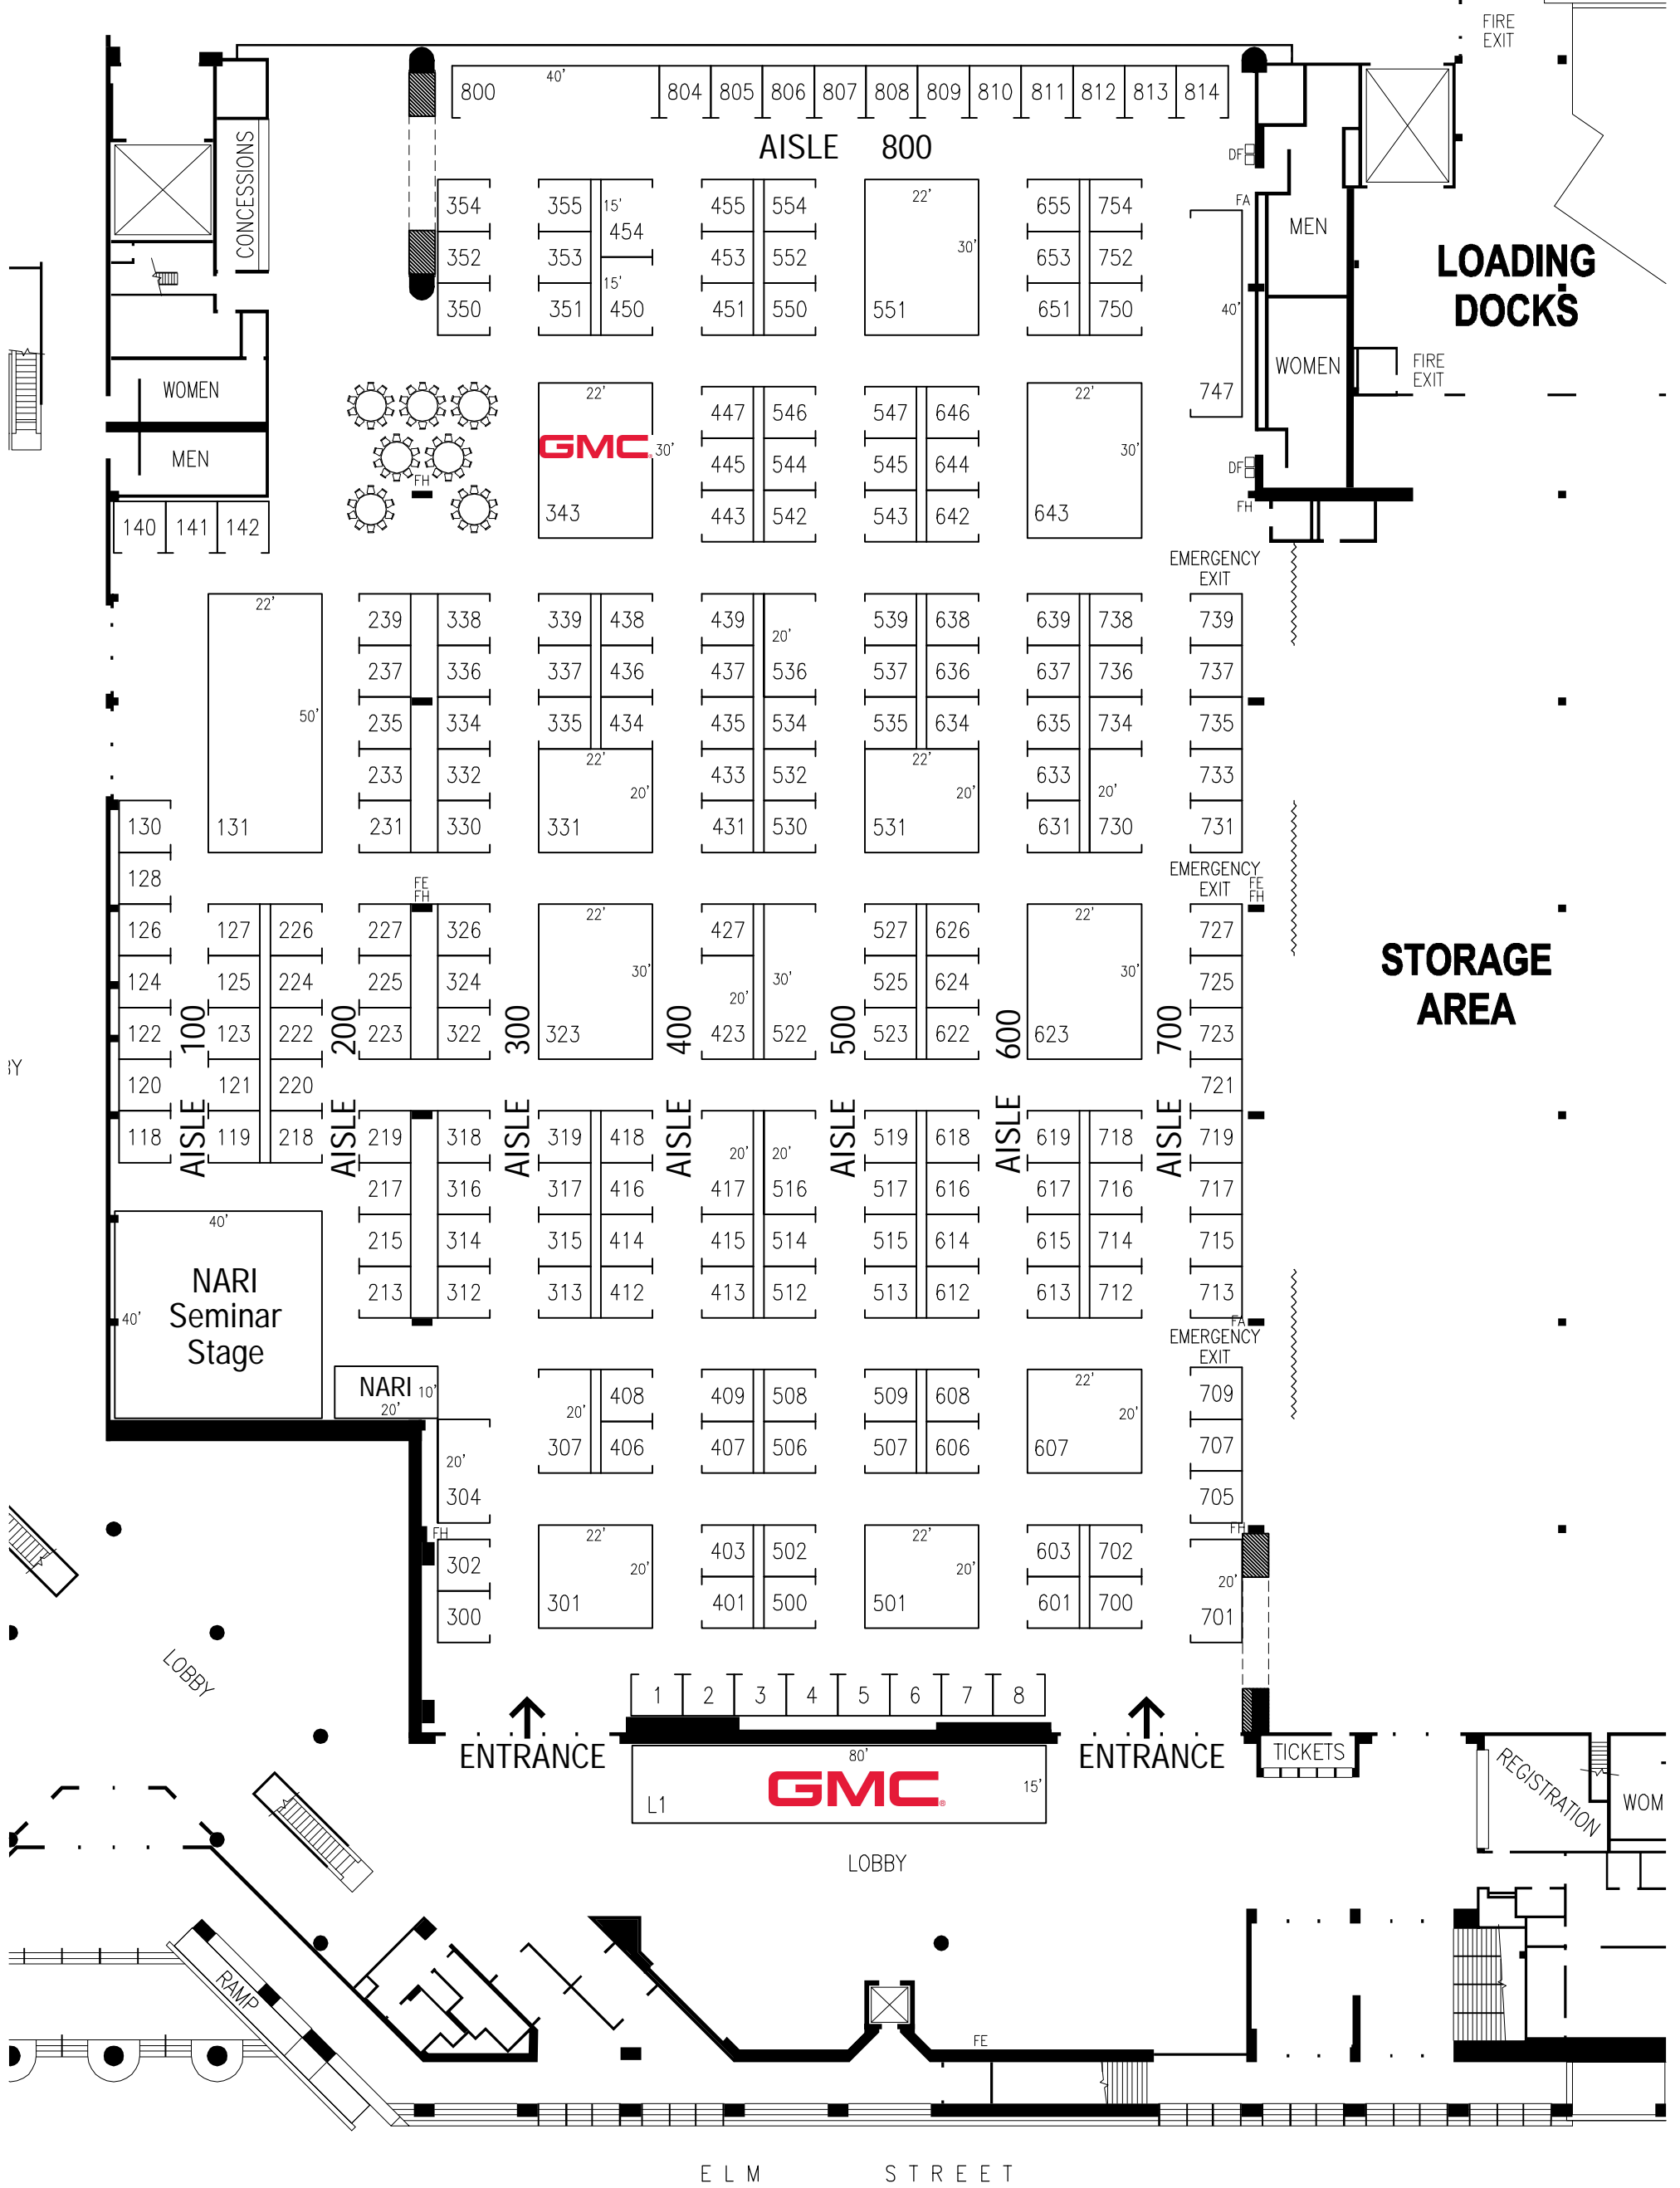 FIRE
EXIT
40'
800 804 805 806 807 808 809 810 811 812 813 814
AISLE 800
CONCESSIONS
DF
FA
MEN
354 355 15' 454 455 554 22' 655 754
352 353 453 552 30' 653 752
350 351 15' 450 451 550 551 651 750
LOADING
DOCKS
40'
747
WOMEN
FIRE
EXIT
WOMEN
MEN
22' 447 546 547 646 22'
GMC 30' 445 544 545 644 30'
FH
343 443 542 543 642 643
DF
FH
140 141 142
EMERGENCY
EXIT
22' 239 338 339 438 439 20' 539 638 639 738 739
237 336 337 436 437 536 537 636 637 736 737
50' 235 334 335 434 435 534 535 634 635 734 735
233 332 22' 20' 433 532 22' 20' 633 20' 733
130 131 231 330 331 431 530 531 631 730 731
128
FE
FH
EMERGENCY
EXIT
FE
FH
126 127 226 227 326 22' 427 527 626 22' 727
124 125 224 225 324 30' 20' 30' 525 624 30' 725
122 123 222 223 322 323 423 522 523 622 623 723
120 121 220 721
118 119 218 219 318 319 418 20' 20' 519 618 619 718 719
AISLE 100
AISLE 200
AISLE 300
AISLE 400
AISLE 500
AISLE 600
AISLE 700
STORAGE
AREA
BY
217 316 317 416 417 516 517 616 617 716 717
215 314 315 414 415 514 515 614 615 714 715
213 312 313 412 413 512 513 612 613 712 713
40'
NARI
Seminar
Stage
40'
FA
EMERGENCY
EXIT
NARI 10'
20'
20' 408 409 508 509 608 22' 20' 709
307 406 407 506 507 606 607 707
20'
304 705
FH
FH
302 22' 20' 403 502 22' 20' 603 702 20'
300 301 401 500 501 601 700 701
LOBBY
1 2 3 4 5 6 7 8
ENTRANCE
ENTRANCE
TICKETS
REGISTRATION
WOM
80'
GMC
15'
L1
LOBBY
RAMP
FE
ELM STREET